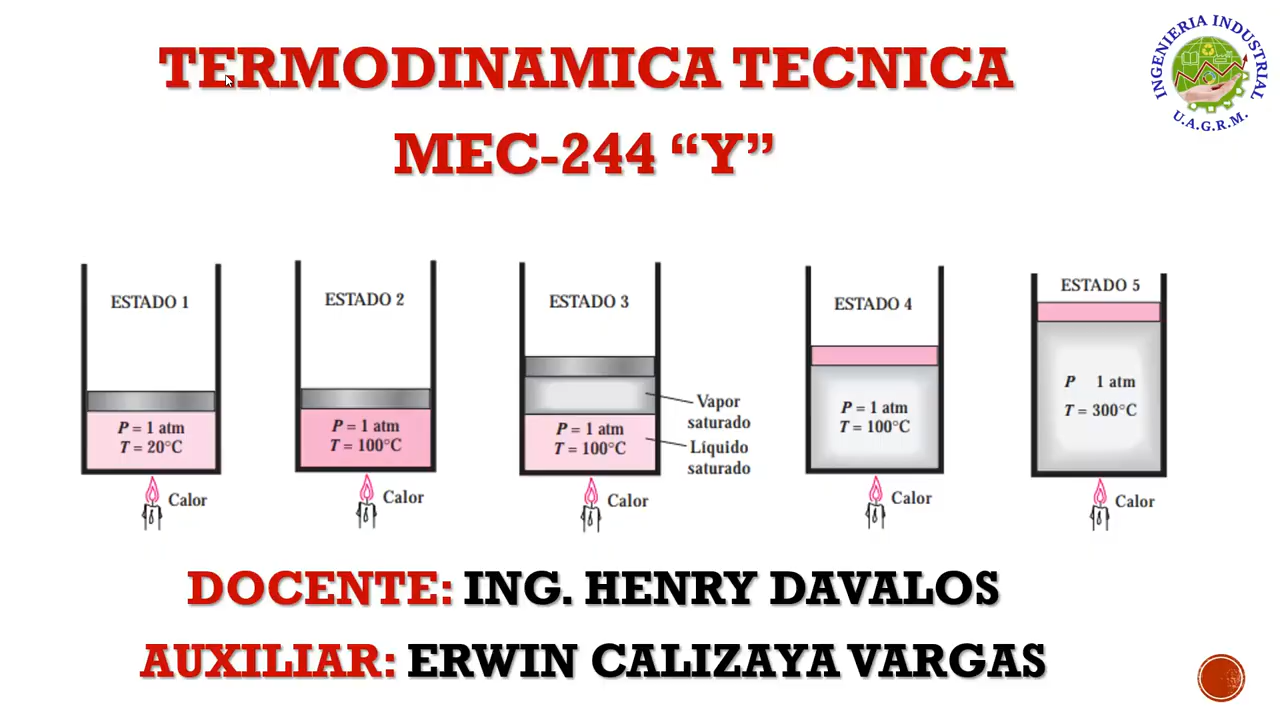 TERMODINAMICA TECNICA
MEC-244 “Y”
INGENIERIA INDUSTRIAL
U.A.G.R.M.
ESTADO 1
P = 1 atm
T = 20°C
Calor
ESTADO 2
P = 1 atm
T = 100°C
Calor
ESTADO 3
P = 1 atm
T = 100°C
Vapor
saturado
Líquido
saturado
Calor
ESTADO 4
P = 1 atm
T = 100°C
Calor
ESTADO 5
P 1 atm
T = 300°C
Calor
DOCENTE: ING. HENRY DAVALOS
AUXILIAR: ERWIN CALIZAYA VARGAS